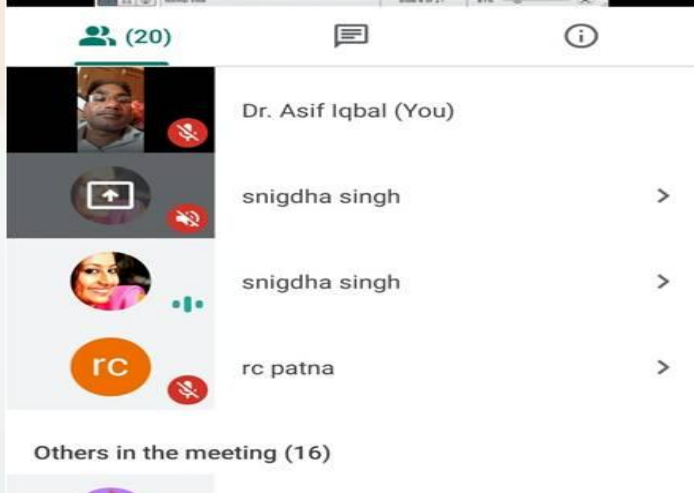 (20)
Dr. Asif Iqbal (You)
snigdha singh
snigdha singh
rc
rc patna
Others in the meeting (16)